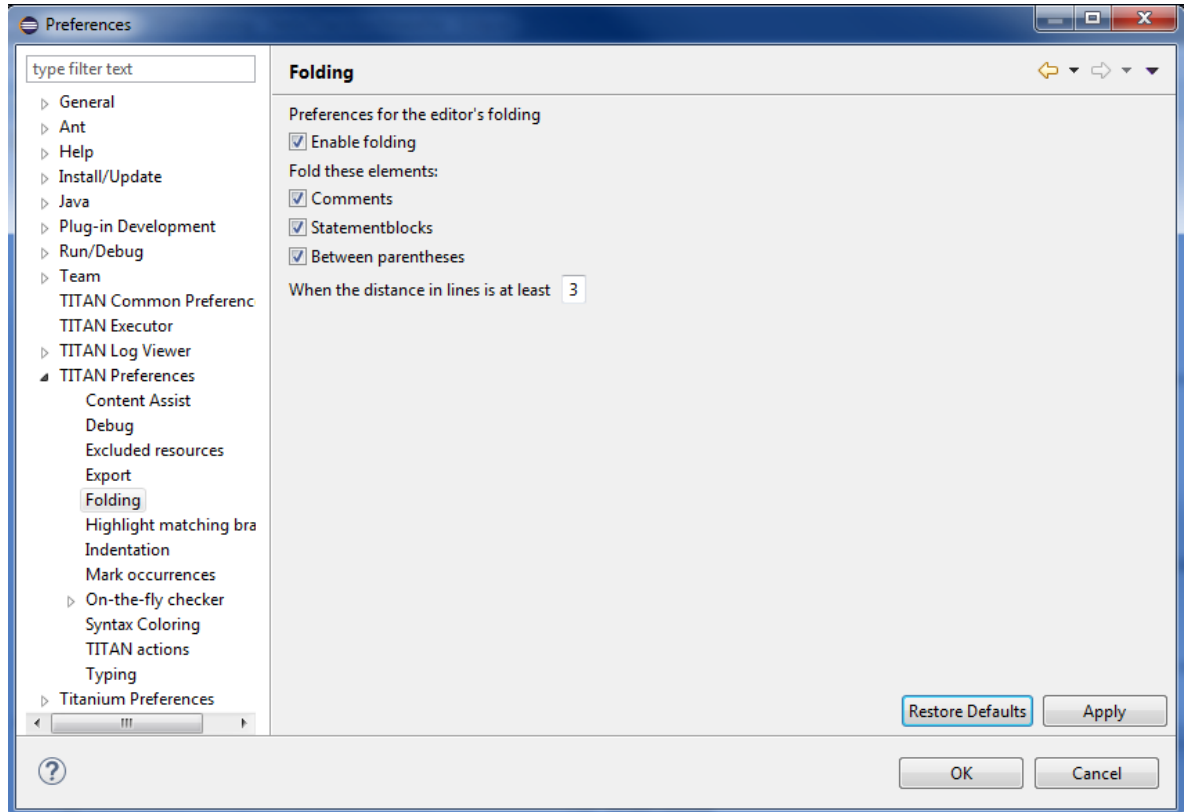 Preferences
type filter text
General
Ant
Help
Install/Update
Java
Plug-in Development
Run/Debug
Team
TITAN Common Preferenc
TITAN Executor
TITAN Log Viewer
TITAN Preferences
Content Assist
Debug
Excluded resources
Export
Folding
Highlight matching bra
Indentation
Mark occurrences
On-the-fly checker
Syntax Coloring
TITAN actions
Typing
Titanium Preferences
Folding
Preferences for the editor's folding
Enable folding
Fold these elements:
Comments
Statementblocks
Between parentheses
When the distance in lines is at least 3
Restore Defaults Apply
OK Cancel